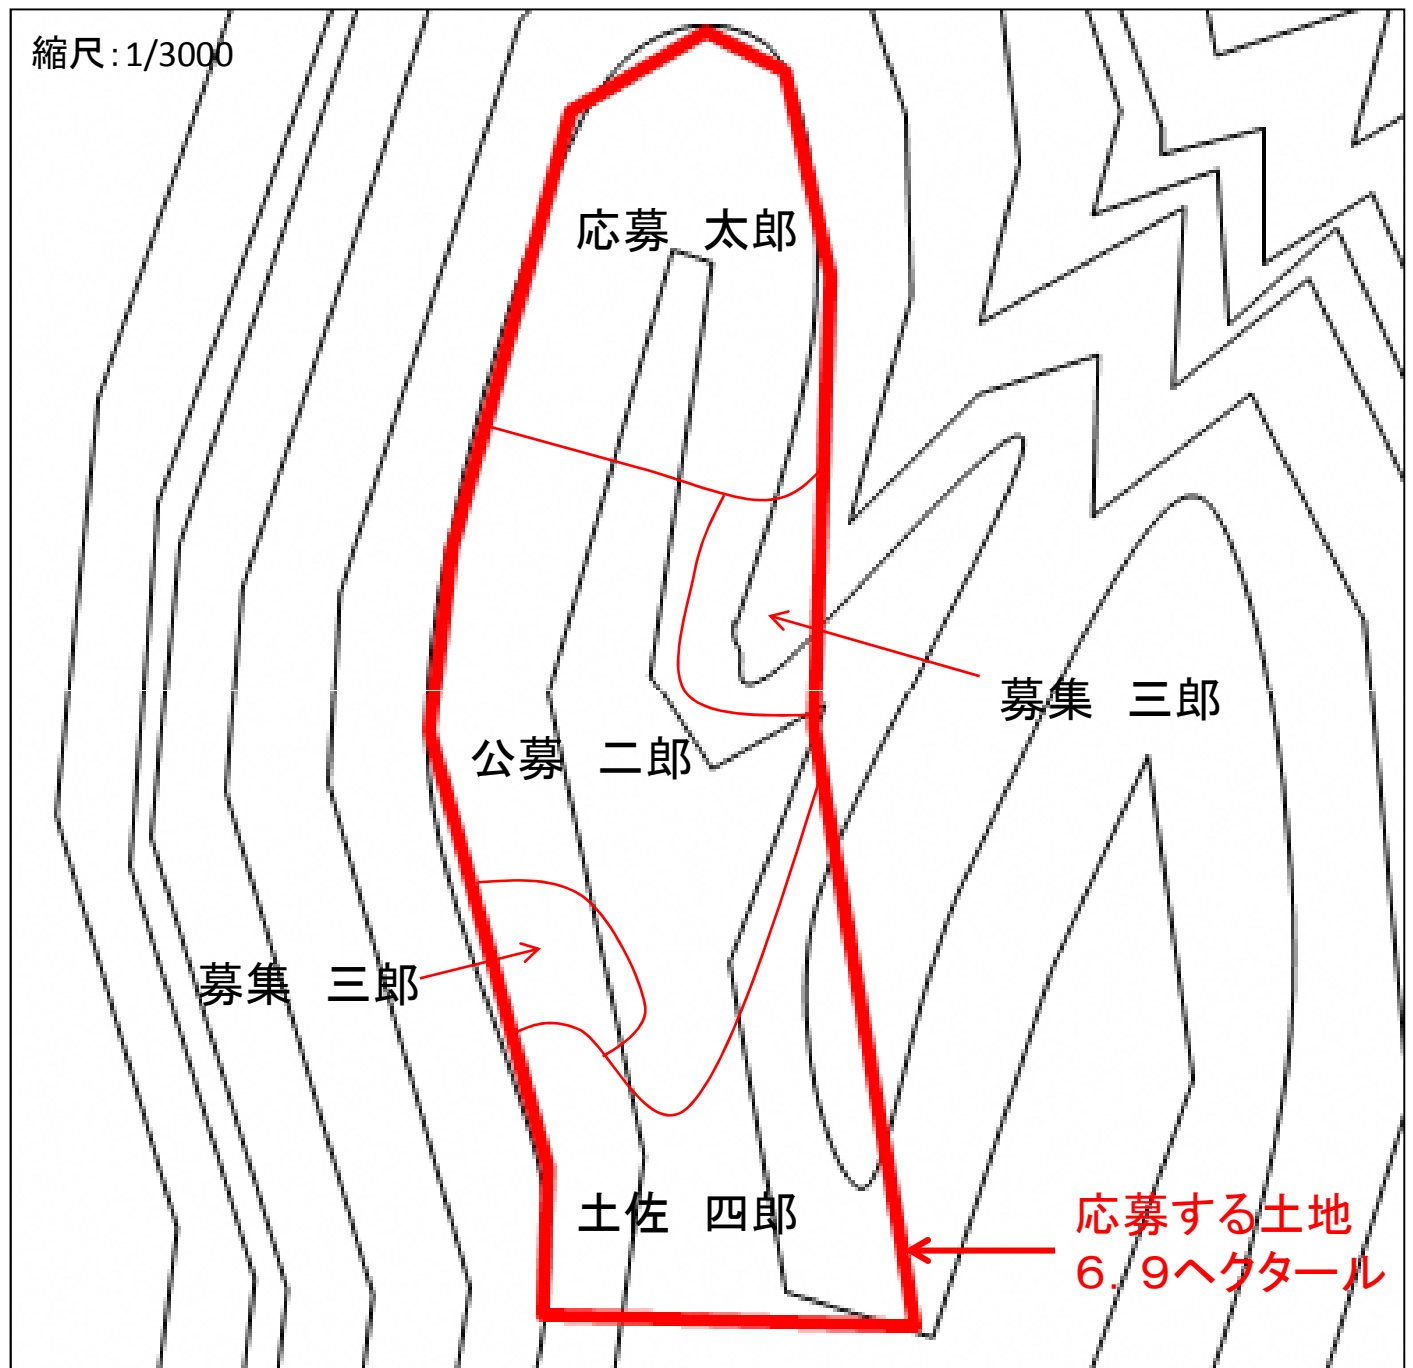 縮尺：1/3000
応募　太郎
募集　三郎
公募　二郎
募集　三郎
土佐　四郎
応募する土地
６．９ヘクタール